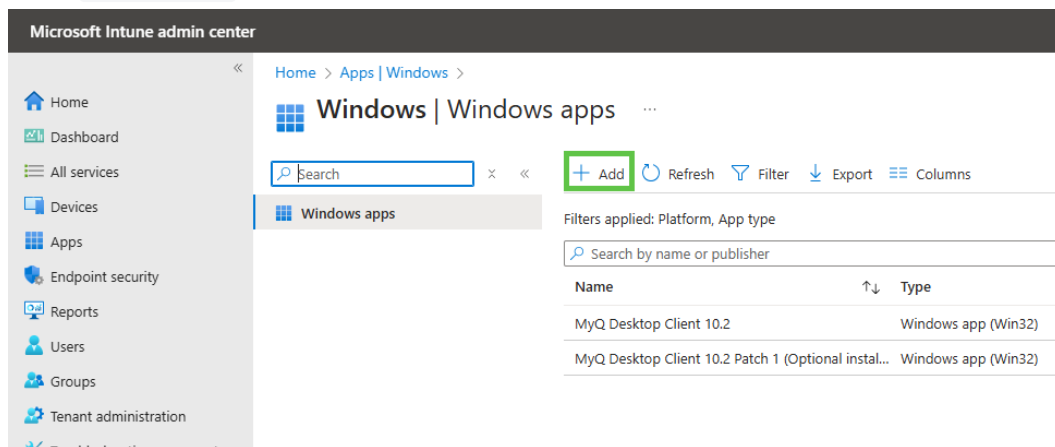 Microsoft Intune admin center
«
Home > Apps | Windows >
Windows | Windows apps ...
Home
Dashboard
All services
Devices
Apps
Endpoint security
Reports
Users
Groups
Tenant administration
Search
«
Windows apps
+ Add
Refresh
Filter
Export
Columns
Filters applied: Platform, App type
Search by name or publisher
Name ↑↓ Type
MyQ Desktop Client 10.2 Windows app (Win32)
MyQ Desktop Client 10.2 Patch 1 (Optional instal... Windows app (Win32)